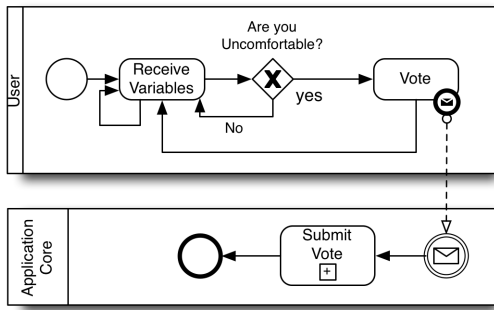 Are you
Uncomfortable?
User
Receive
Variables
X
Vote
yes
No
Application
Core
Submit
Vote
+